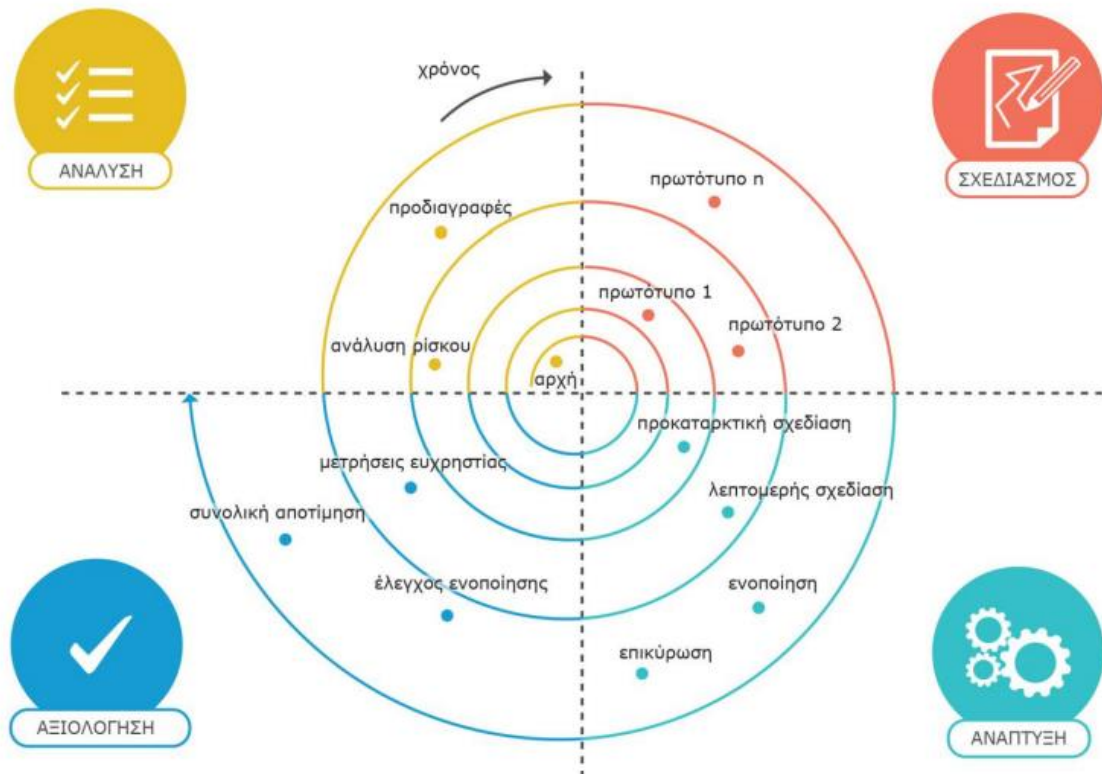 χρόνος
ΑΝΑΛΥΣΗ
ΣΧΕΔΙΑΣΜΟΣ
πρωτότυπο n
προδιαγραφές
πρωτότυπο 1
πρωτότυπο 2
ανάλυση ρίσκου
αρχή
προκαταρκτική σχεδίαση
μετρήσεις ευχρηστίας
λεπτομερής σχεδίαση
συνολική αποτίμηση
έλεγχος ενοποίησης
ενοποίηση
επικύρωση
ΑΞΙΟΛΟΓΗΣΗ
ΑΝΑΠΤΥΞΗ